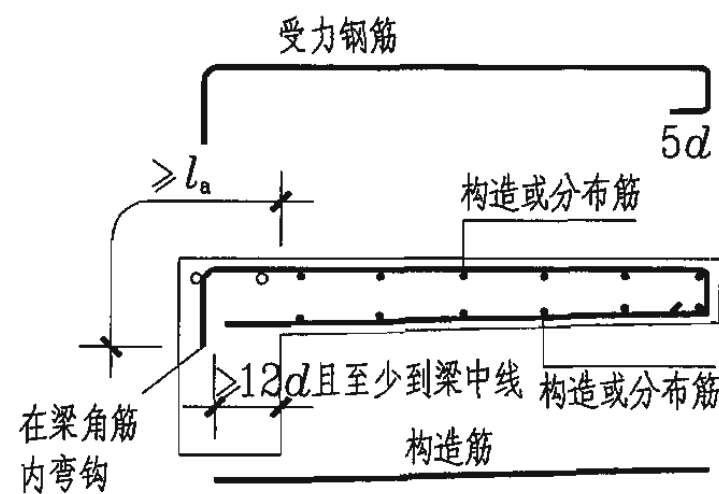 受力钢筋
5d
≥la
构造或分布筋
≥12d且至少到梁中线
构造或分布筋
在梁角筋
内弯钩
构造筋